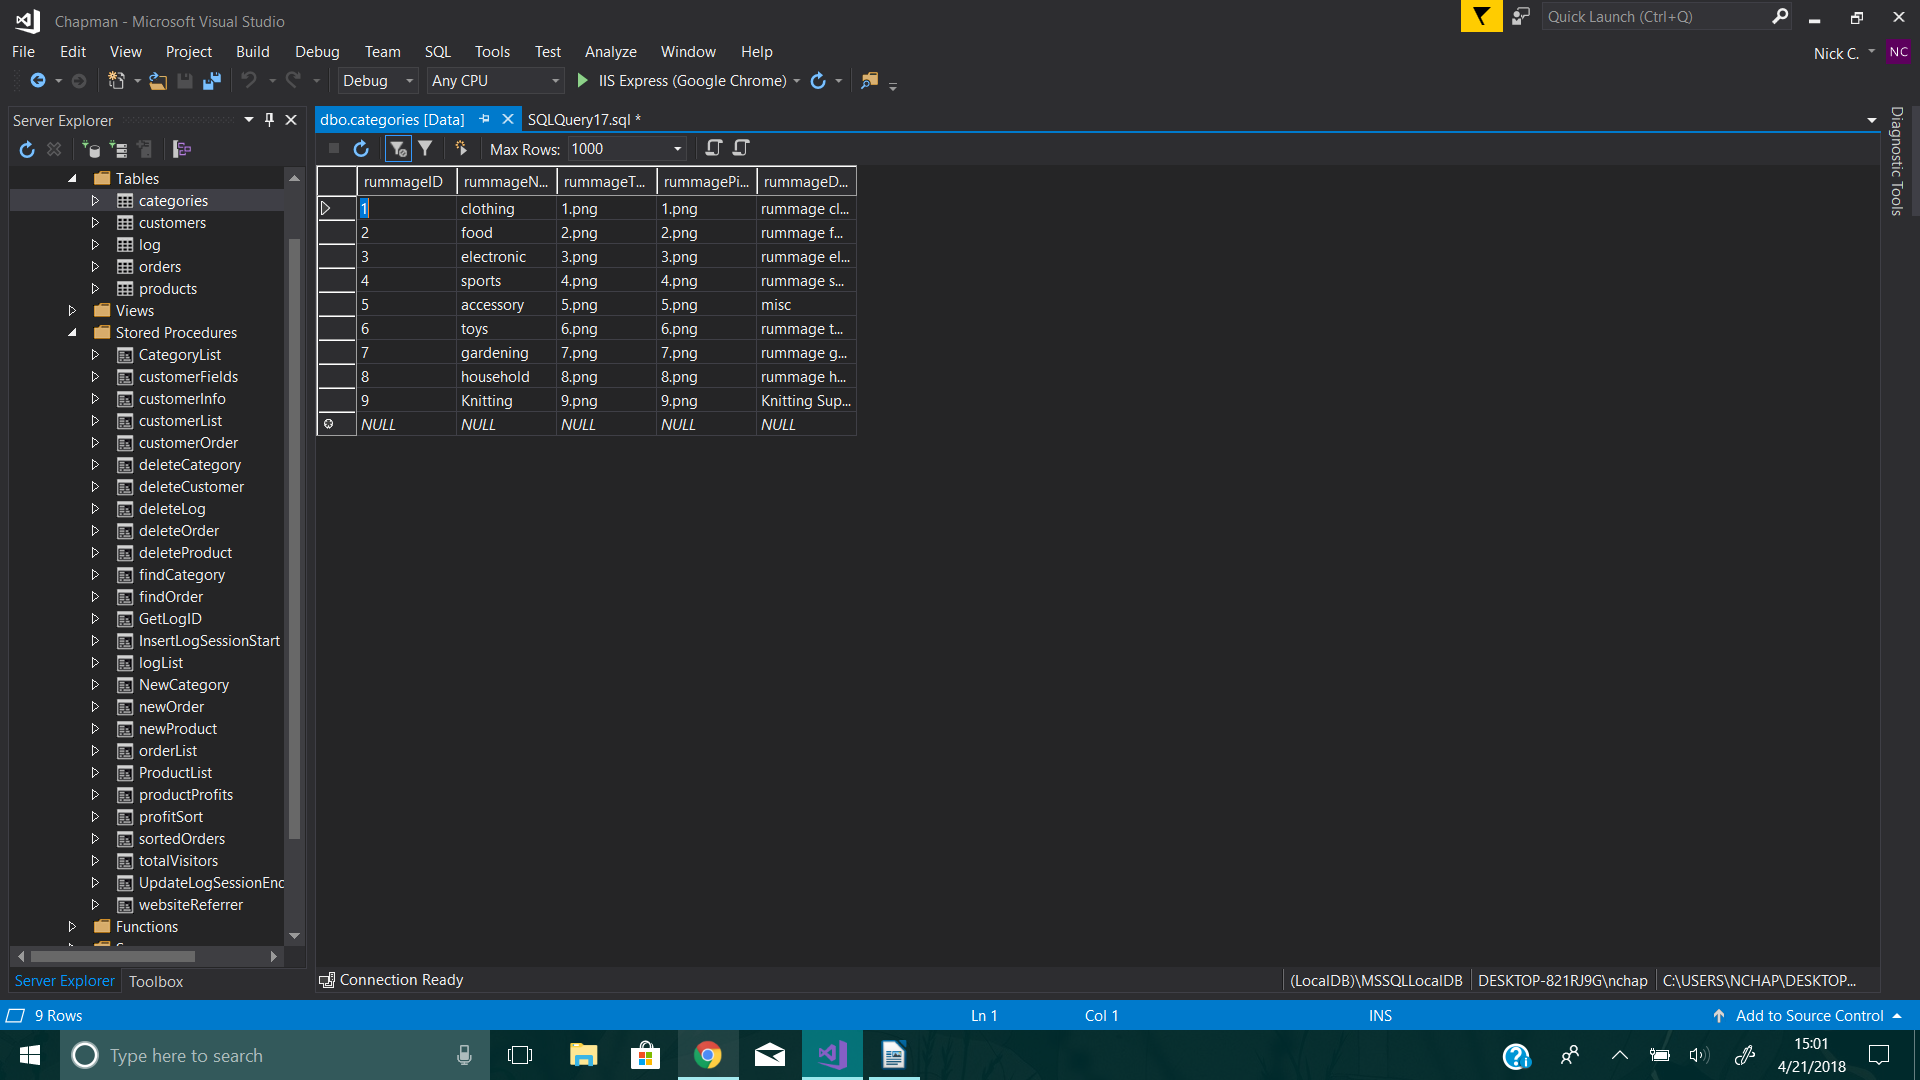 Chapman - Microsoft Visual Studio
Quick Launch (Ctrl+Q)
File Edit View Project Build Debug Team SQL Tools Test Analyze Window Help
Nick C. NC
Debug Any CPU IIS Express (Google Chrome)
Server Explorer
dbo.categories [Data] SQLQuery17.sql *
Max Rows: 1000
Diagnostic Tools
Tables
categories
customers
log
orders
products
Views
Stored Procedures
CategoryList
customerFields
customerInfo
customerList
customerOrder
deleteCategory
deleteCustomer
deleteLog
deleteOrder
deleteProduct
findCategory
findOrder
GetLogID
InsertLogSessionStart
logList
NewCategory
newOrder
newProduct
orderList
ProductList
productProfits
profitSort
sortedOrders
totalVisitors
UpdateLogSessionEnd
websiteReferrer
Functions
rummageID rummageN... rummageT... rummagePi... rummageD...
1 clothing 1.png 1.png rummage cl...
2 food 2.png 2.png rummage f...
3 electronic 3.png 3.png rummage el...
4 sports 4.png 4.png rummage s...
5 accessory 5.png 5.png misc
6 toys 6.png 6.png rummage t...
7 gardening 7.png 7.png rummage g...
8 household 8.png 8.png rummage h...
9 Knitting 9.png 9.png Knitting Sup...
NULL NULL NULL NULL NULL
Server Explorer Toolbox
Connection Ready
(LocalDB)\MSSQLLocalDB DESKTOP-821RJ9G\nchap C:\USERS\NCHAP\DESKTOP...
9 Rows Ln 1 Col 1 INS Add to Source Control
Type here to search
15:01
4/21/2018